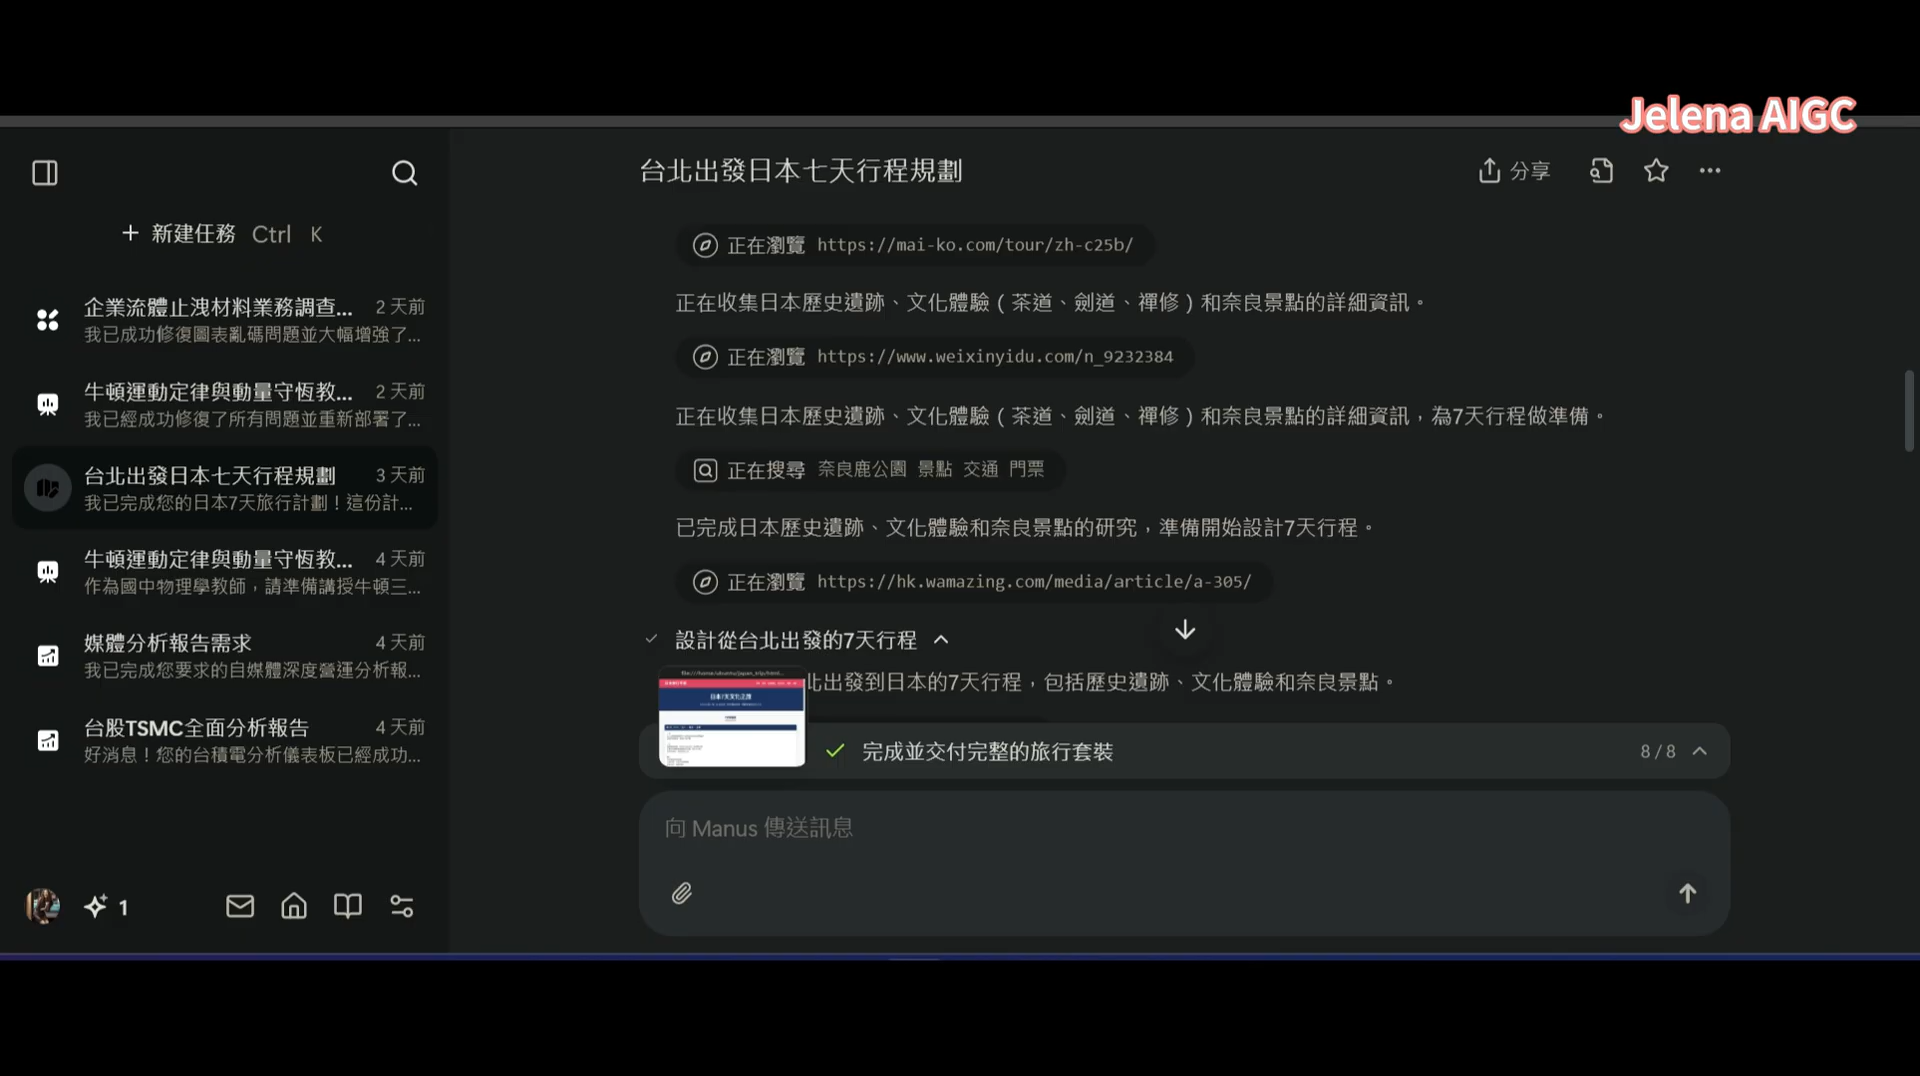 Jelena AIGC
台北出發日本七天行程規劃
分享
新建任務 Ctrl K
企業流體止洩材料業務調查... 2 天前
我已成功修復圖表亂碼問題並大幅增強了...
牛頓運動定律與動量守恆教... 2 天前
我已經成功修復了所有問題並重新部署了...
台北出發日本七天行程規劃 3 天前
我已完成您的日本7天旅行計劃！這份計...
牛頓運動定律與動量守恆教... 4 天前
作為國中物理學教師，請準備講授牛頓三...
媒體分析報告需求 4 天前
我已完成您要求的自媒體深度營運分析報...
台股TSMC全面分析報告 4 天前
好消息！您的台積電分析儀表板已經成功...
1
正在瀏覽 https://mai-ko.com/tour/zh-c25b/
正在收集日本歷史遺跡、文化體驗（茶道、劍道、禪修）和奈良景點的詳細資訊。
正在瀏覽 https://www.weixinyidu.com/n_9232384
正在收集日本歷史遺跡、文化體驗（茶道、劍道、禪修）和奈良景點的詳細資訊，為7天行程做準備。
正在搜尋 奈良鹿公園 景點 交通 門票
已完成日本歷史遺跡、文化體驗和奈良景點的研究，準備開始設計7天行程。
正在瀏覽 https://hk.wamazing.com/media/article/a-305/
設計從台北出發的7天行程
北出發到日本的7天行程，包括歷史遺跡、文化體驗和奈良景點。
完成並交付完整的旅行套裝 8 / 8
向 Manus 傳送訊息